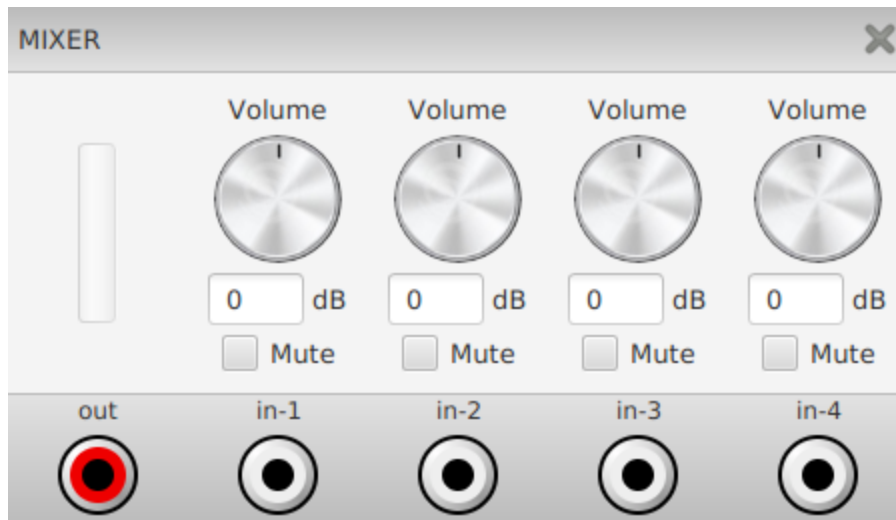 MIXER
Volume Volume Volume Volume
0 dB 0 dB 0 dB 0 dB
Mute Mute Mute Mute
out in-1 in-2 in-3 in-4